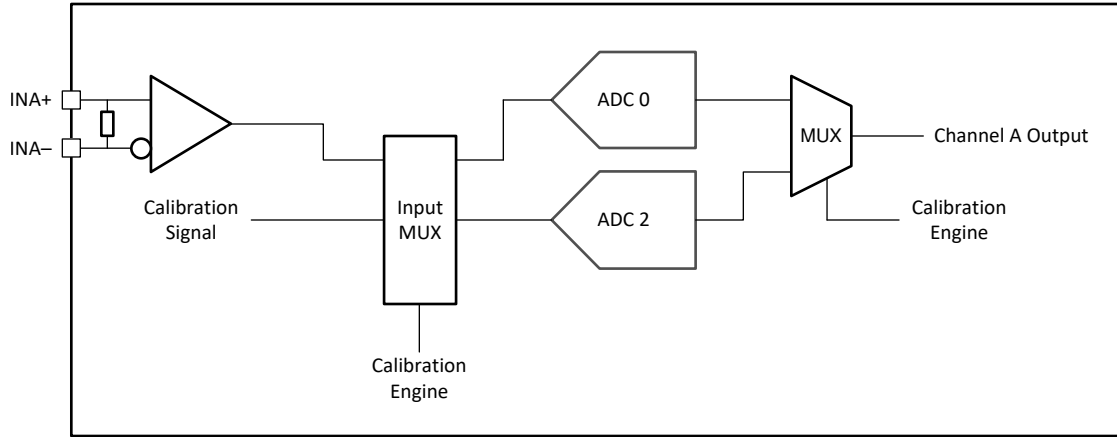 INA+
INA–
ADC 0
MUX
Channel A Output
Calibration
Signal
Input
MUX
ADC 2
Calibration
Engine
Calibration
Engine